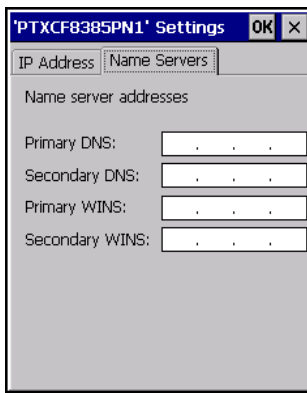 'PTXCF8385PN1' Settings OK ×
IP Address Name Servers
Name server addresses
Primary DNS: . . .
Secondary DNS: . . .
Primary WINS: . . .
Secondary WINS: . . .